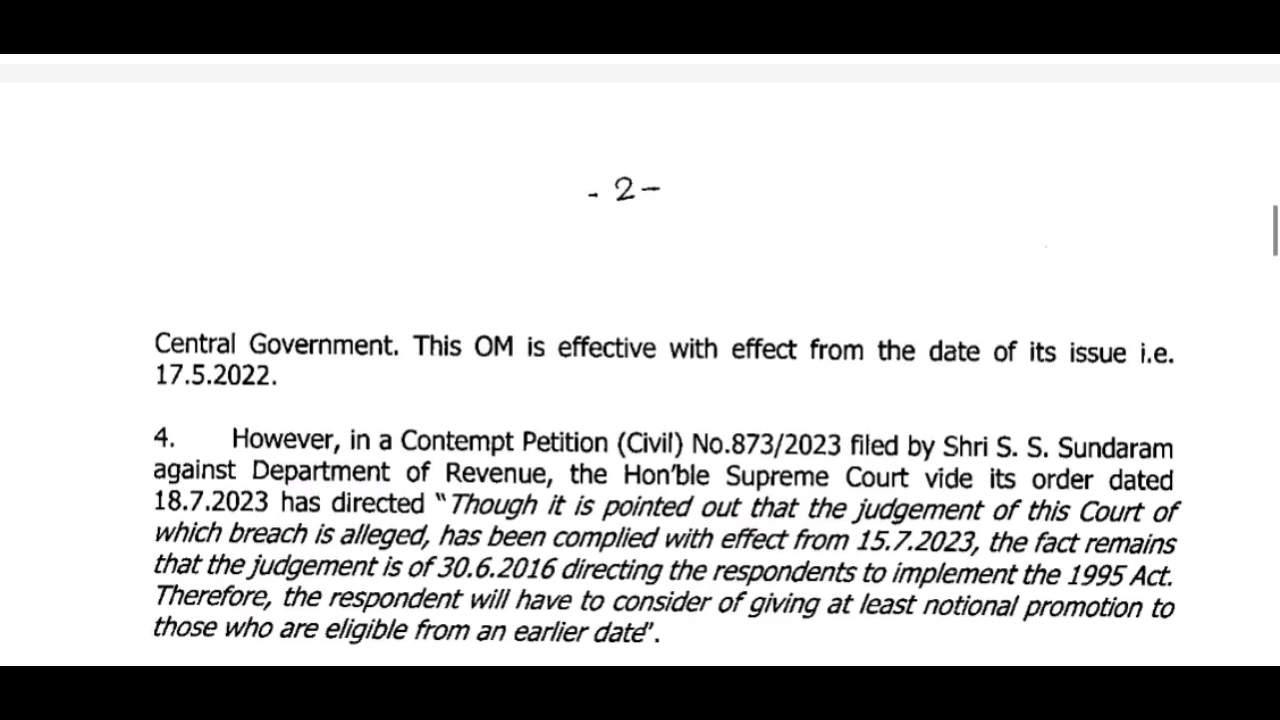 - 2 -
Central Government. This OM is effective with effect from the date of its issue i.e.
17.5.2022.
4. However, in a Contempt Petition (Civil) No.873/2023 filed by Shri S. S. Sundaram
against Department of Revenue, the Hon'ble Supreme Court vide its order dated
18.7.2023 has directed "Though it is pointed out that the judgement of this Court of
which breach is alleged, has been complied with effect from 15.7.2023, the fact remains
that the judgement is of 30.6.2016 directing the respondents to implement the 1995 Act.
Therefore, the respondent will have to consider of giving at least notional promotion to
those who are eligible from an earlier date".